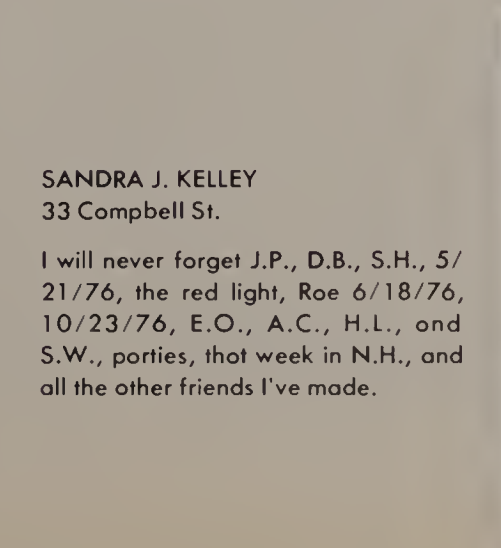 SANDRA J. KELLEY
33 Compbell St.
I will never forget J.P., D.B., S.H., 5/
21/76, the red light, Roe 6/18/76,
10/23/76, E.O., A.C., H.L., ond
S.W., porties, thot week in N.H., and
all the other friends I've made.